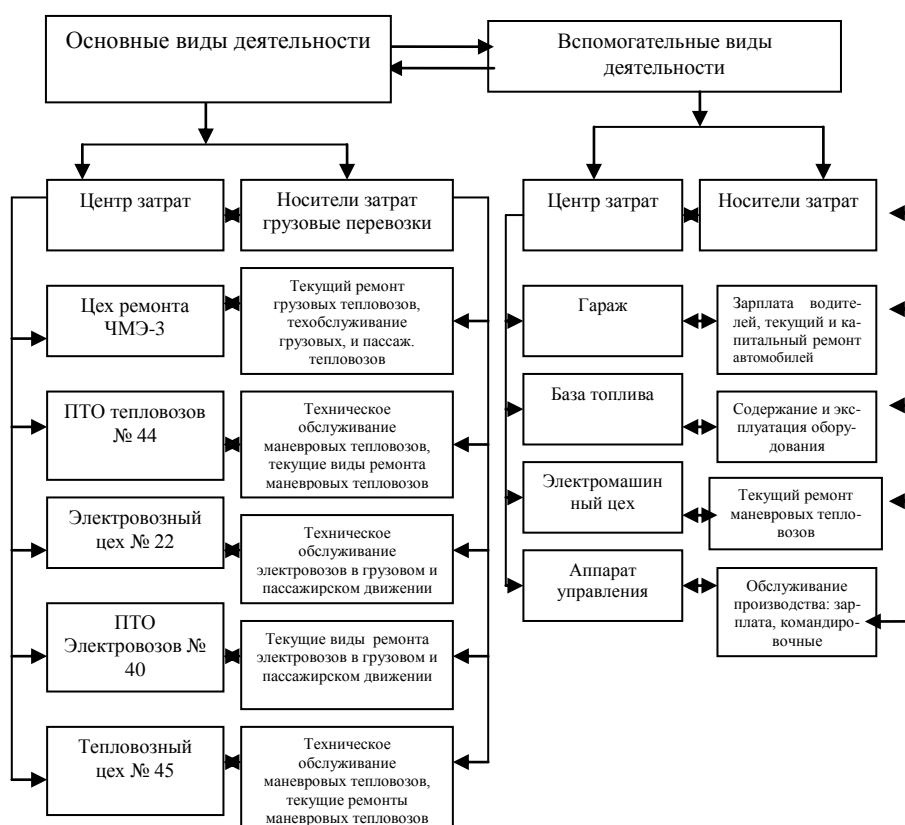 Основные виды деятельности
Вспомогательные виды
деятельности
Центр затрат
Носители затрат
грузовые перевозки
Центр затрат
Носители затрат
Цех ремонта
ЧМЭ-3
Текущий ремонт
грузовых тепловозов,
техобслуживание
грузовых, и пассаж.
тепловозов
Гараж
Зарплата водите-
лей, текущий и ка-
питальный ремонт
автомобилей
ПТО тепловозов
№ 44
Техническое
обслуживание
маневровых тепловозов,
текущие виды ремонта
маневровых тепловозов
База топлива
Содержание и экс-
плуатация обору-
дования
Электровозный
цех № 22
Техническое
обслуживание
электровозов в грузовом и
пассажирском движении
Электромашин
ный цех
Текущий ремонт
маневровых тепло-
возов
ПТО
Электровозов №
40
Текущие виды ремонта
электровозов в грузовом и
пассажирском движении
Аппарат
управления
Обслуживание
производства: зар-
плата, командиро-
вочные
Тепловозный
цех № 45
Техническое
обслуживание
маневровых тепловозов,
текущие ремонты
маневровых тепловозов